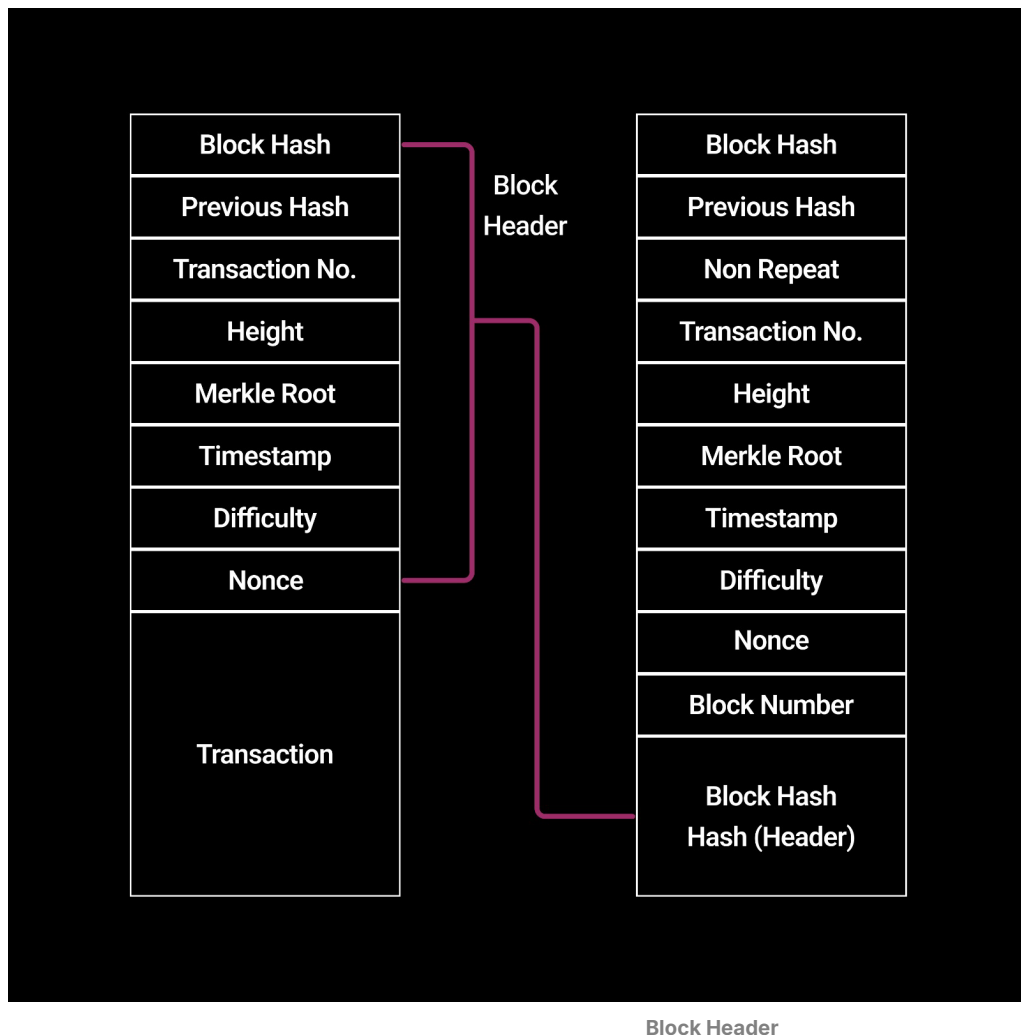 Block Hash
Previous Hash
Transaction No.
Height
Merkle Root
Timestamp
Difficulty
Nonce
Transaction
Block
Header
Block Hash
Previous Hash
Non Repeat
Transaction No.
Height
Merkle Root
Timestamp
Difficulty
Nonce
Block Number
Block Hash
Hash (Header)
Block Header